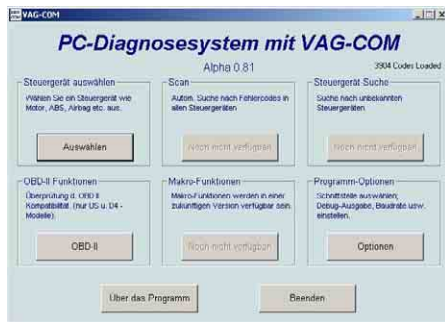 VAG-COM
PC-Diagnosesystem mit VAG-COM
Alpha 0.81
3904 Codes Loaded
Steuergerät auswählen
Wählen Sie ein Steuergerät wie
Motor, ABS, Airbag etc. aus.
Auswählen
Scan
Autom. Suche nach Fehlercodes in
allen Steuergeräten
Noch nicht verfügbar
Steuergerät-Suche
Suche nach unbekannten
Steuergeräten
Noch nicht verfügbar
OBD-II Funktionen
Überprüfung d. OBD II
Kompatibilität. (nur US u. D4 -
Modelle)
OBD-II
Makro-Funktionen
Makro-Funktionen werden in einer
zukünftigen Version verfügbar sein.
Noch nicht verfügbar
Programm-Optionen
Schnittstelle auswählen;
Debug-Ausgabe, Baudrate usw.
einstellen.
Optionen
Über das Programm
Beenden